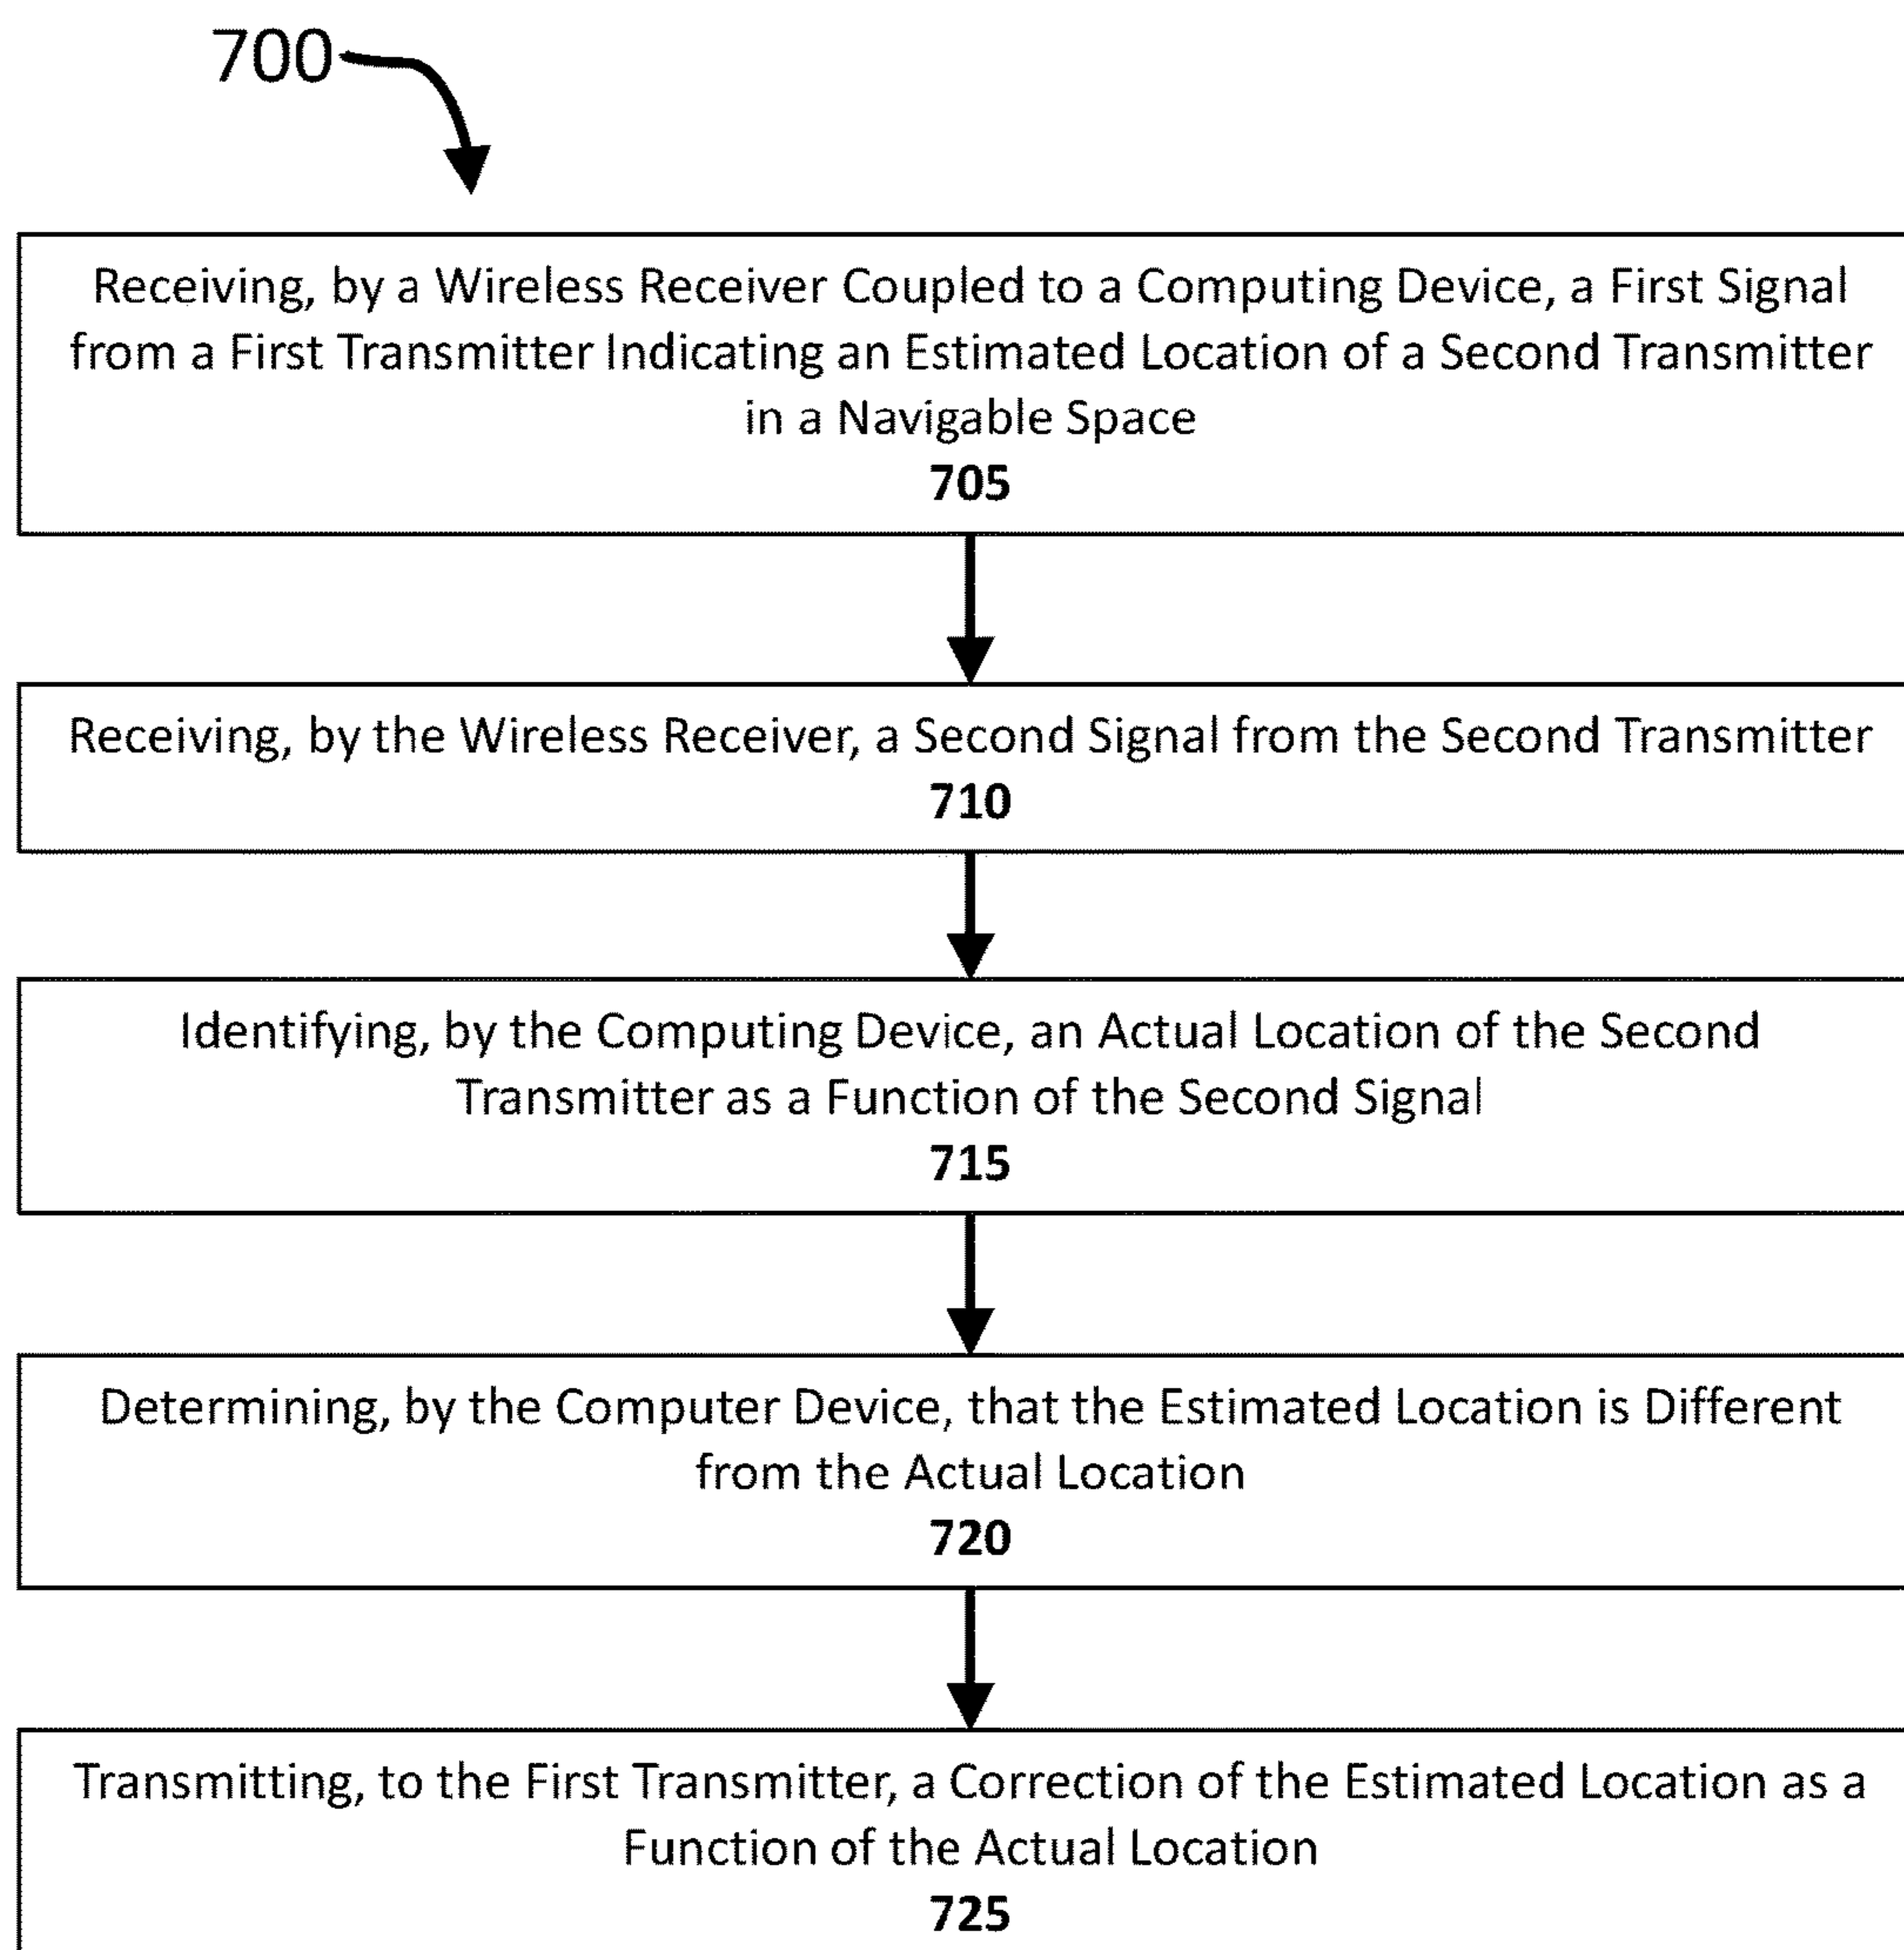 700
Receiving, by a Wireless Receiver Coupled to a Computing Device, a First Signal
from a First Transmitter Indicating an Estimated Location of a Second Transmitter
in a Navigable Space
705
Receiving, by the Wireless Receiver, a Second Signal from the Second Transmitter
710
Identifying, by the Computing Device, an Actual Location of the Second
Transmitter as a Function of the Second Signal
715
Determining, by the Computer Device, that the Estimated Location is Different
from the Actual Location
720
Transmitting, to the First Transmitter, a Correction of the Estimated Location as a
Function of the Actual Location
725